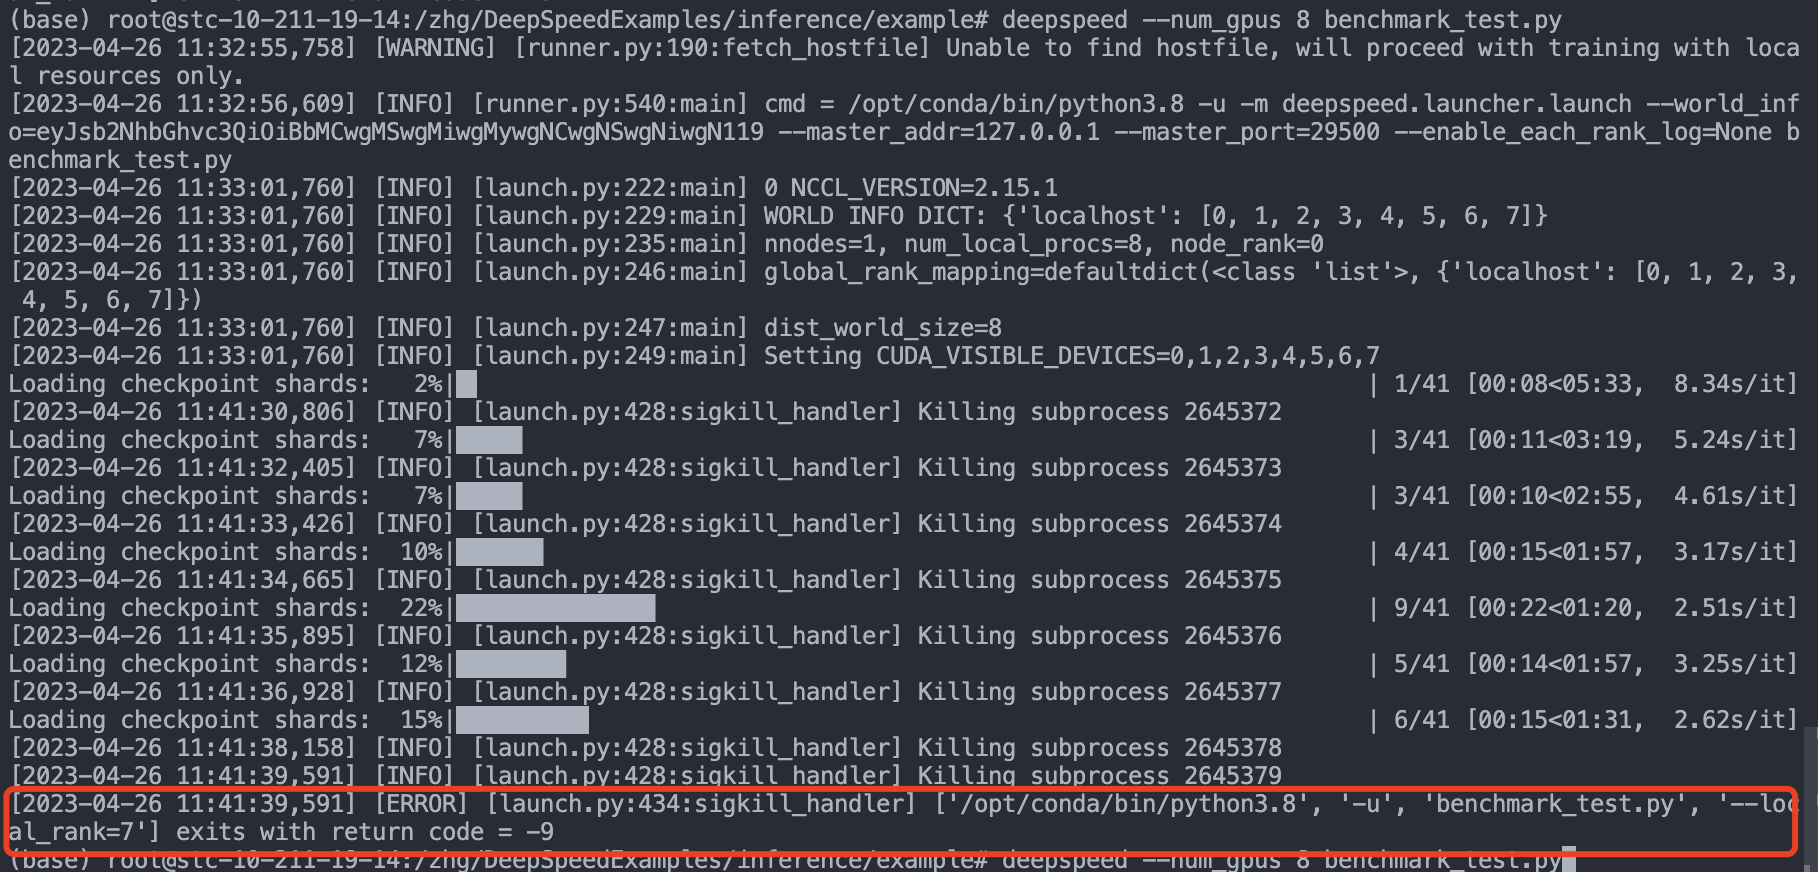 (base) root@stc-10-211-19-14:/zhg/DeepSpeedExamples/inference/example# deepspeed --num_gpus 8 benchmark_test.py
[2023-04-26 11:32:55,758] [WARNING] [runner.py:190:fetch_hostfile] Unable to find hostfile, will proceed with training with loca
l resources only.
[2023-04-26 11:32:56,609] [INFO] [runner.py:540:main] cmd = /opt/conda/bin/python3.8 -u -m deepspeed.launcher.launch --world_inf
o=eyJsb2NhbGhvc3QiOiBbMCwgMSwgMiwgMywgNCwgNSwgNiwgN119 --master_addr=127.0.0.1 --master_port=29500 --enable_each_rank_log=None b
enchmark_test.py
[2023-04-26 11:33:01,760] [INFO] [launch.py:222:main] 0 NCCL_VERSION=2.15.1
[2023-04-26 11:33:01,760] [INFO] [launch.py:229:main] WORLD INFO DICT: {'localhost': [0, 1, 2, 3, 4, 5, 6, 7]}
[2023-04-26 11:33:01,760] [INFO] [launch.py:235:main] nnodes=1, num_local_procs=8, node_rank=0
[2023-04-26 11:33:01,760] [INFO] [launch.py:246:main] global_rank_mapping=defaultdict(<class 'list'>, {'localhost': [0, 1, 2, 3,
 4, 5, 6, 7]})
[2023-04-26 11:33:01,760] [INFO] [launch.py:247:main] dist_world_size=8
[2023-04-26 11:33:01,760] [INFO] [launch.py:249:main] Setting CUDA_VISIBLE_DEVICES=0,1,2,3,4,5,6,7
Loading checkpoint shards:   2%| | 1/41 [00:08<05:33,  8.34s/it]
[2023-04-26 11:41:30,806] [INFO] [launch.py:428:sigkill_handler] Killing subprocess 2645372
Loading checkpoint shards:   7%| | 3/41 [00:11<03:19,  5.24s/it]
[2023-04-26 11:41:32,405] [INFO] [launch.py:428:sigkill_handler] Killing subprocess 2645373
Loading checkpoint shards:   7%| | 3/41 [00:10<02:55,  4.61s/it]
[2023-04-26 11:41:33,426] [INFO] [launch.py:428:sigkill_handler] Killing subprocess 2645374
Loading checkpoint shards:  10%| | 4/41 [00:15<01:57,  3.17s/it]
[2023-04-26 11:41:34,665] [INFO] [launch.py:428:sigkill_handler] Killing subprocess 2645375
Loading checkpoint shards:  22%| | 9/41 [00:22<01:20,  2.51s/it]
[2023-04-26 11:41:35,895] [INFO] [launch.py:428:sigkill_handler] Killing subprocess 2645376
Loading checkpoint shards:  12%| | 5/41 [00:14<01:57,  3.25s/it]
[2023-04-26 11:41:36,928] [INFO] [launch.py:428:sigkill_handler] Killing subprocess 2645377
Loading checkpoint shards:  15%| | 6/41 [00:15<01:31,  2.62s/it]
[2023-04-26 11:41:38,158] [INFO] [launch.py:428:sigkill_handler] Killing subprocess 2645378
[2023-04-26 11:41:39,591] [INFO] [launch.py:428:sigkill_handler] Killing subprocess 2645379
[2023-04-26 11:41:39,591] [ERROR] [launch.py:434:sigkill_handler] ['/opt/conda/bin/python3.8', '-u', 'benchmark_test.py', '--loc
al_rank=7'] exits with return code = -9
(base) root@stc-10-211-19-14:/zhg/DeepSpeedExamples/inference/example# deepspeed --num_gpus 8 benchmark_test.py